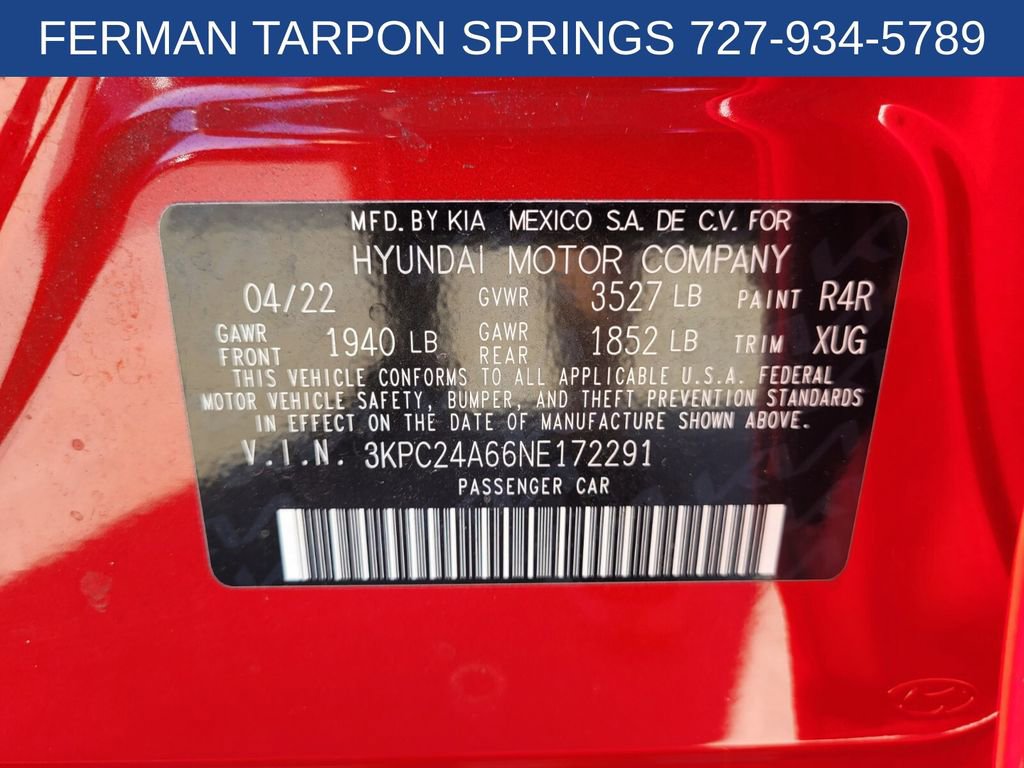 FERMAN TARPON SPRINGS 727-934-5789
MFD. BY KIA MEXICO S.A. DE C.V. FOR
HYUNDAI MOTOR COMPANY
04/22 GVWR 3527 LB PAINT R4R
GAWR FRONT 1940 LB GAWR REAR 1852 LB TRIM XUG
THIS VEHICLE CONFORMS TO ALL APPLICABLE U.S.A. FEDERAL
MOTOR VEHICLE SAFETY, BUMPER, AND THEFT PREVENTION STANDARDS
IN EFFECT ON THE DATE OF MANUFACTURE SHOWN ABOVE.
V.I.N. 3KPC24A66NE172291
PASSENGER CAR